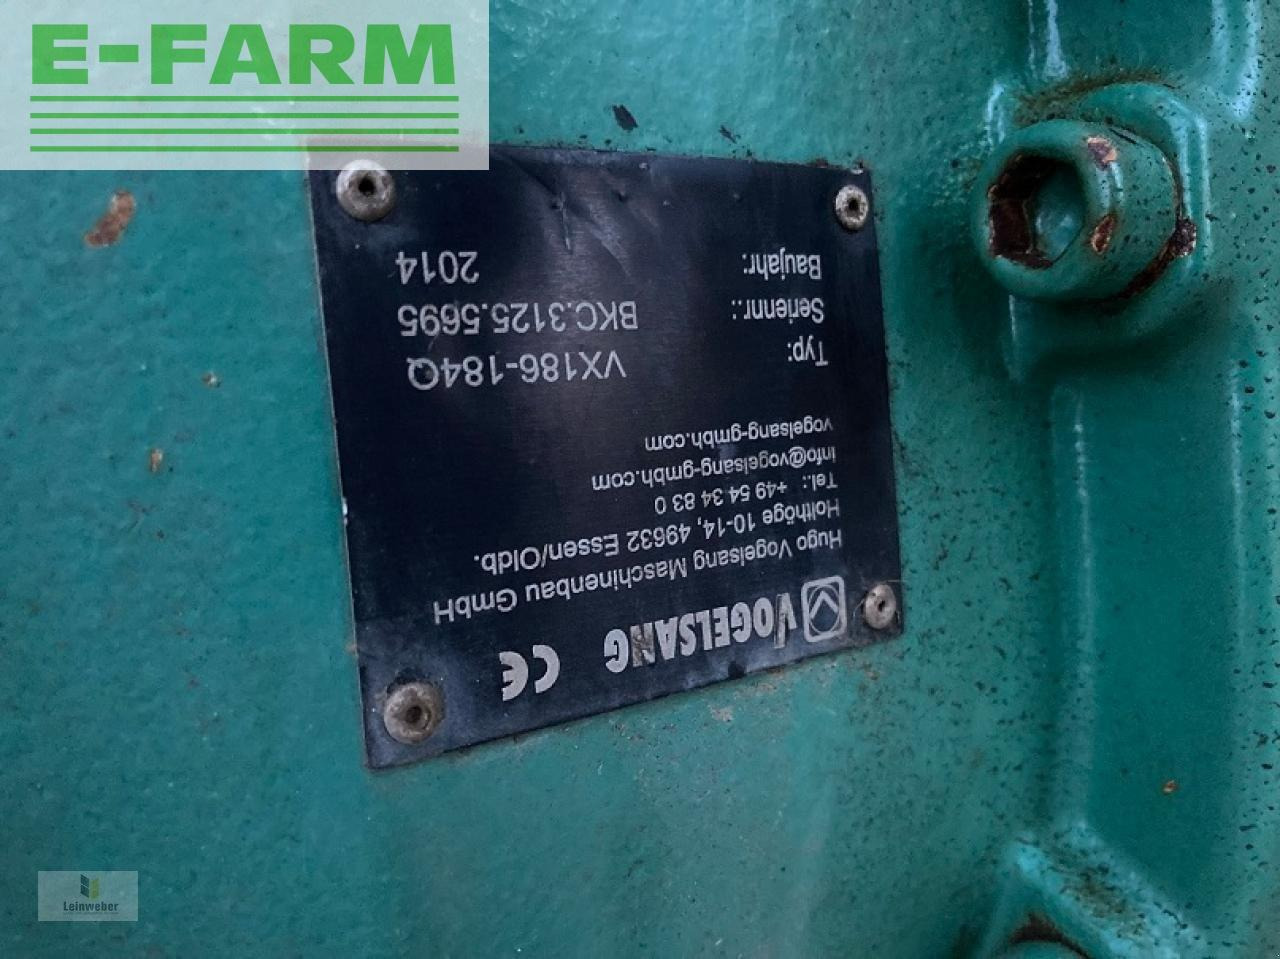 E-FARM
VOGELSANG CE
Hugo Vogelsang Maschinenbau GmbH
Holthöge 10-14, 49632 Essen/Oldb.
Tel.: +49 54 34 83 0
info@vogelsang-gmbh.com
vogelsang-gmbh.com
Typ: VX186-184Q
Seriennr.: BKC.3125.5695
Baujahr: 2014
Leinweber